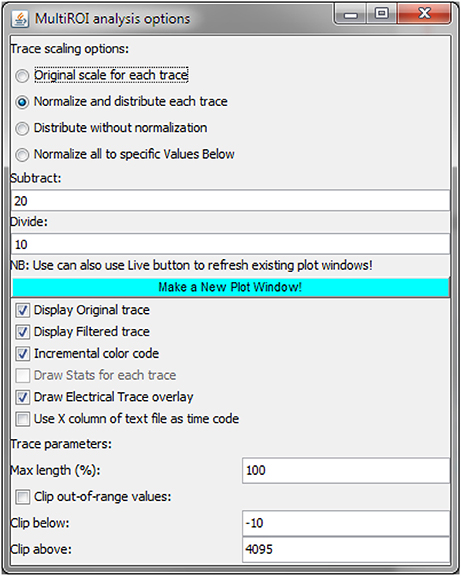 MultiROI analysis options
Trace scaling options:
Original scale for each trace
Normalize and distribute each trace
Distribute without normalization
Normalize all to specific Values Below
Subtract:
20
Divide:
10
NB: Use can also use Live button to refresh existing plot windows!
Make a New Plot Window!
Display Original trace
Display Filtered trace
Incremental color code
Draw Stats for each trace
Draw Electrical Trace overlay
Use X column of text file as time code
Trace parameters:
Max length (%): 100
Clip out-of-range values:
Clip below: -10
Clip above: 4095